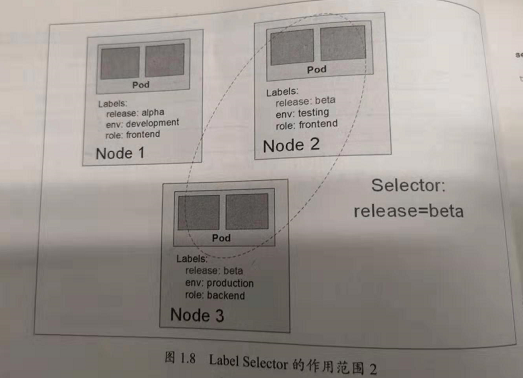 Pod
Labels:
release: alpha
env: development
role: frontend
Node 1
Pod
Labels:
release: beta
env: testing
role: frontend
Node 2
Selector:
release=beta
Pod
Labels:
release: beta
env: production
role: backend
Node 3
图 1.8 Label Selector 的作用范围 2